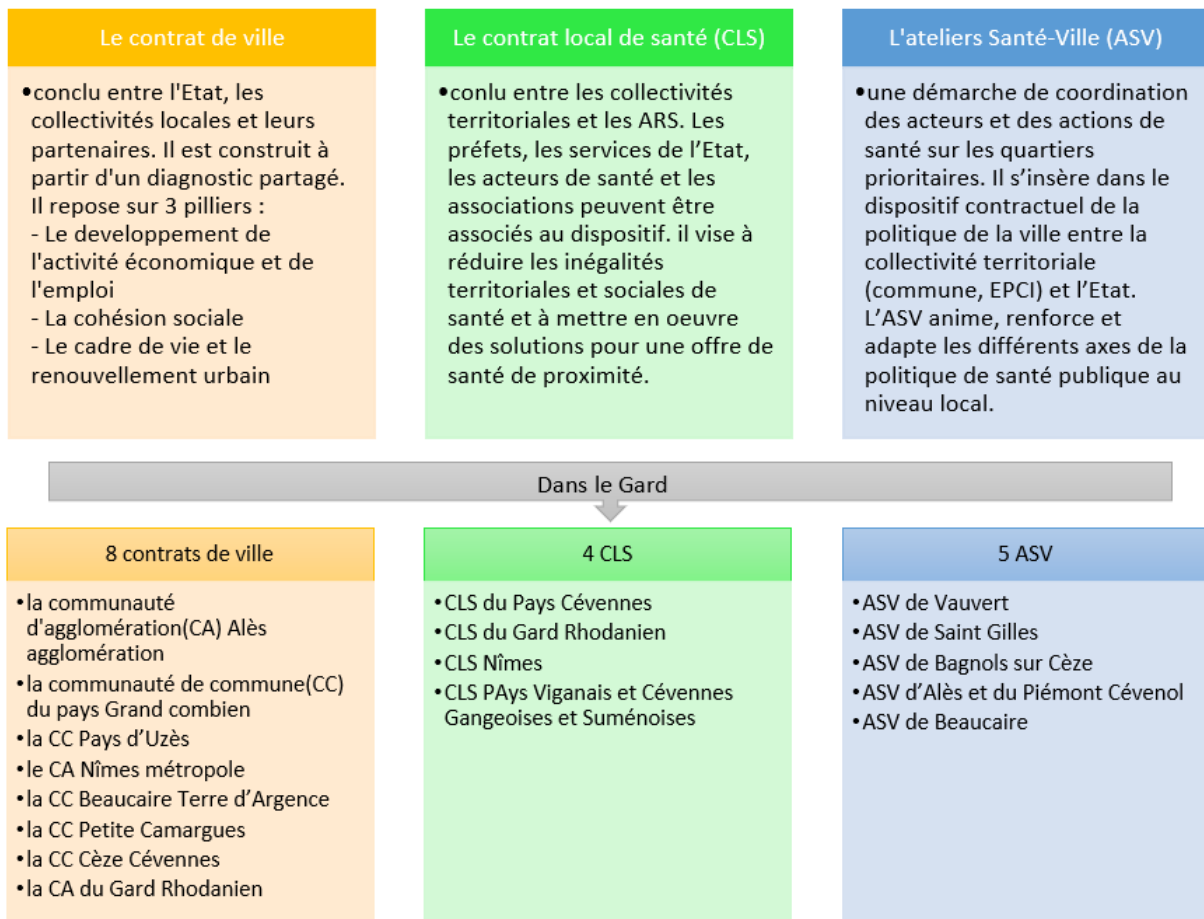 Le contrat de ville
•conclu entre l'Etat, les
collectivités locales et leurs
partenaires. Il est construit à
partir d'un diagnostic partagé.
Il repose sur 3 pilliers :
- Le developpement de
l'activité économique et de
l'emploi
- La cohésion sociale
- Le cadre de vie et le
renouvellement urbain
Le contrat local de santé (CLS)
•conlu entre les collectivités
territoriales et les ARS. Les
préfets, les services de l’Etat,
les acteurs de santé et les
associations peuvent être
associés au dispositif. il vise à
réduire les inégalités
territoriales et sociales de
santé et à mettre en oeuvre
des solutions pour une offre de
santé de proximité.
L'ateliers Santé-Ville (ASV)
•une démarche de coordination
des acteurs et des actions de
santé sur les quartiers
prioritaires. Il s’insère dans le
dispositif contractuel de la
politique de la ville entre la
collectivité territoriale
(commune, EPCI) et l’Etat.
L’ASV anime, renforce et
adapte les différents axes de la
politique de santé publique au
niveau local.
Dans le Gard
8 contrats de ville
•la communauté
d'agglomération(CA) Alès
agglomération
•la communauté de commune(CC)
du pays Grand combien
•la CC Pays d’Uzès
•le CA Nîmes métropole
•la CC Beaucaire Terre d’Argence
•la CC Petite Camargues
•la CC Cèze Cévennes
•la CA du Gard Rhodanien
4 CLS
•CLS du Pays Cévennes
•CLS du Gard Rhodanien
•CLS Nîmes
•CLS PAys Viganais et Cévennes
Gangeoises et Suménoises
5 ASV
•ASV de Vauvert
•ASV de Saint Gilles
•ASV de Bagnols sur Cèze
•ASV d’Alès et du Piémont Cévenol
•ASV de Beaucaire